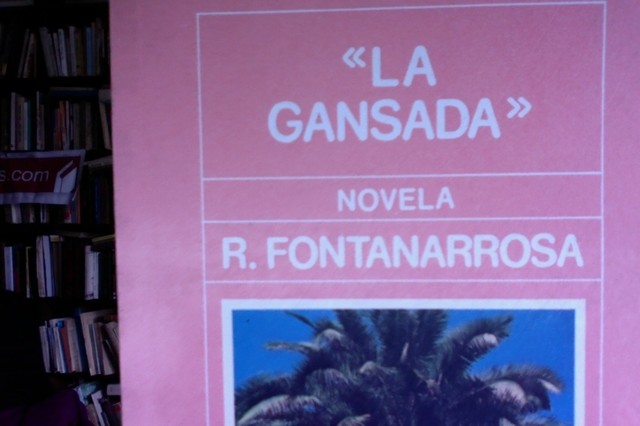 «LA
GANSADA»
NOVELA
R. FONTANARROSA
s.com